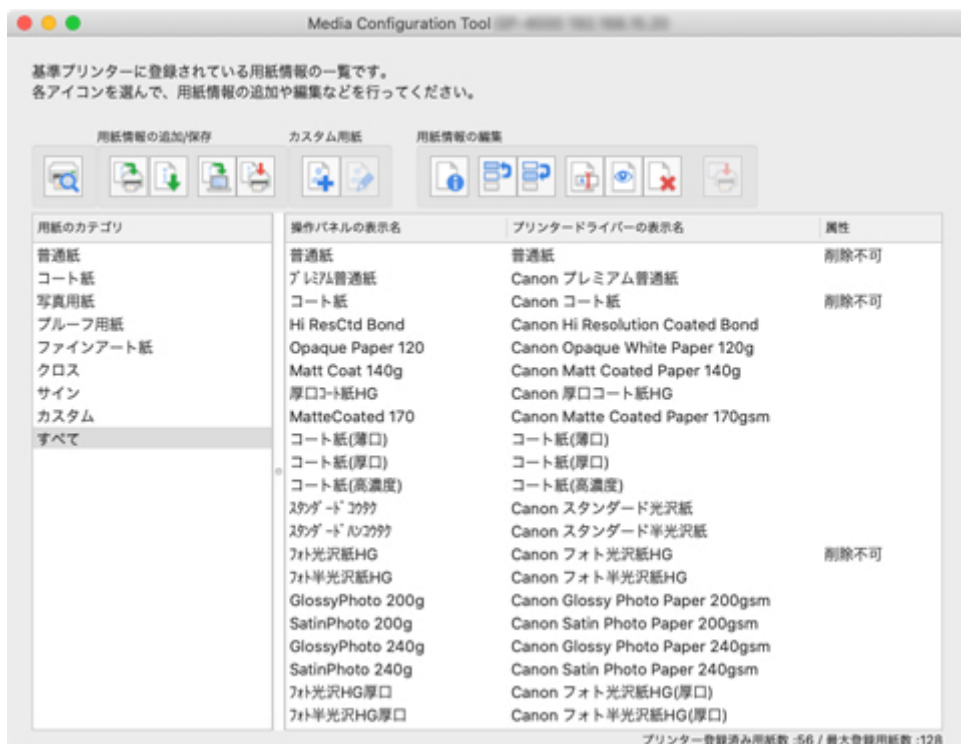 Media Configuration Tool
基準プリンターに登録されている用紙情報の一覧です。
各アイコンを選んで、用紙情報の追加や編集などを行ってください。
用紙情報の追加/保存 カスタム用紙 用紙情報の編集
用紙のカテゴリ 操作パネルの表示名 プリンタードライバーの表示名 属性
普通紙 普通紙 普通紙 削除不可
コート紙 ﾌﾟﾚﾐｱﾑ普通紙 Canon プレミアム普通紙
写真用紙 コート紙 Canon コート紙 削除不可
プルーフ用紙 Hi ResCtd Bond Canon Hi Resolution Coated Bond
ファインアート紙 Opaque Paper 120 Canon Opaque White Paper 120g
クロス Matt Coat 140g Canon Matt Coated Paper 140g
サイン 厚口ｺｰﾄ紙HG Canon 厚口コート紙HG
カスタム MatteCoated 170 Canon Matte Coated Paper 170gsm
すべて コート紙(薄口) コート紙(薄口)
コート紙(厚口) コート紙(厚口)
コート紙(高濃度) コート紙(高濃度)
ｽﾀﾝﾀﾞｰﾄﾞｺｳﾀｸ Canon スタンダード光沢紙
ｽﾀﾝﾀﾞｰﾄﾞﾊﾝｺｳﾀｸ Canon スタンダード半光沢紙
ﾌｫﾄ光沢紙HG Canon フォト光沢紙HG 削除不可
ﾌｫﾄ半光沢紙HG Canon フォト半光沢紙HG
GlossyPhoto 200g Canon Glossy Photo Paper 200gsm
SatinPhoto 200g Canon Satin Photo Paper 200gsm
GlossyPhoto 240g Canon Glossy Photo Paper 240gsm
SatinPhoto 240g Canon Satin Photo Paper 240gsm
ﾌｫﾄ光沢HG厚口 Canon フォト光沢紙HG(厚口)
ﾌｫﾄ半光沢HG厚口 Canon フォト半光沢紙HG(厚口)
プリンター登録済み用紙数 :56 / 最大登録用紙数 :128